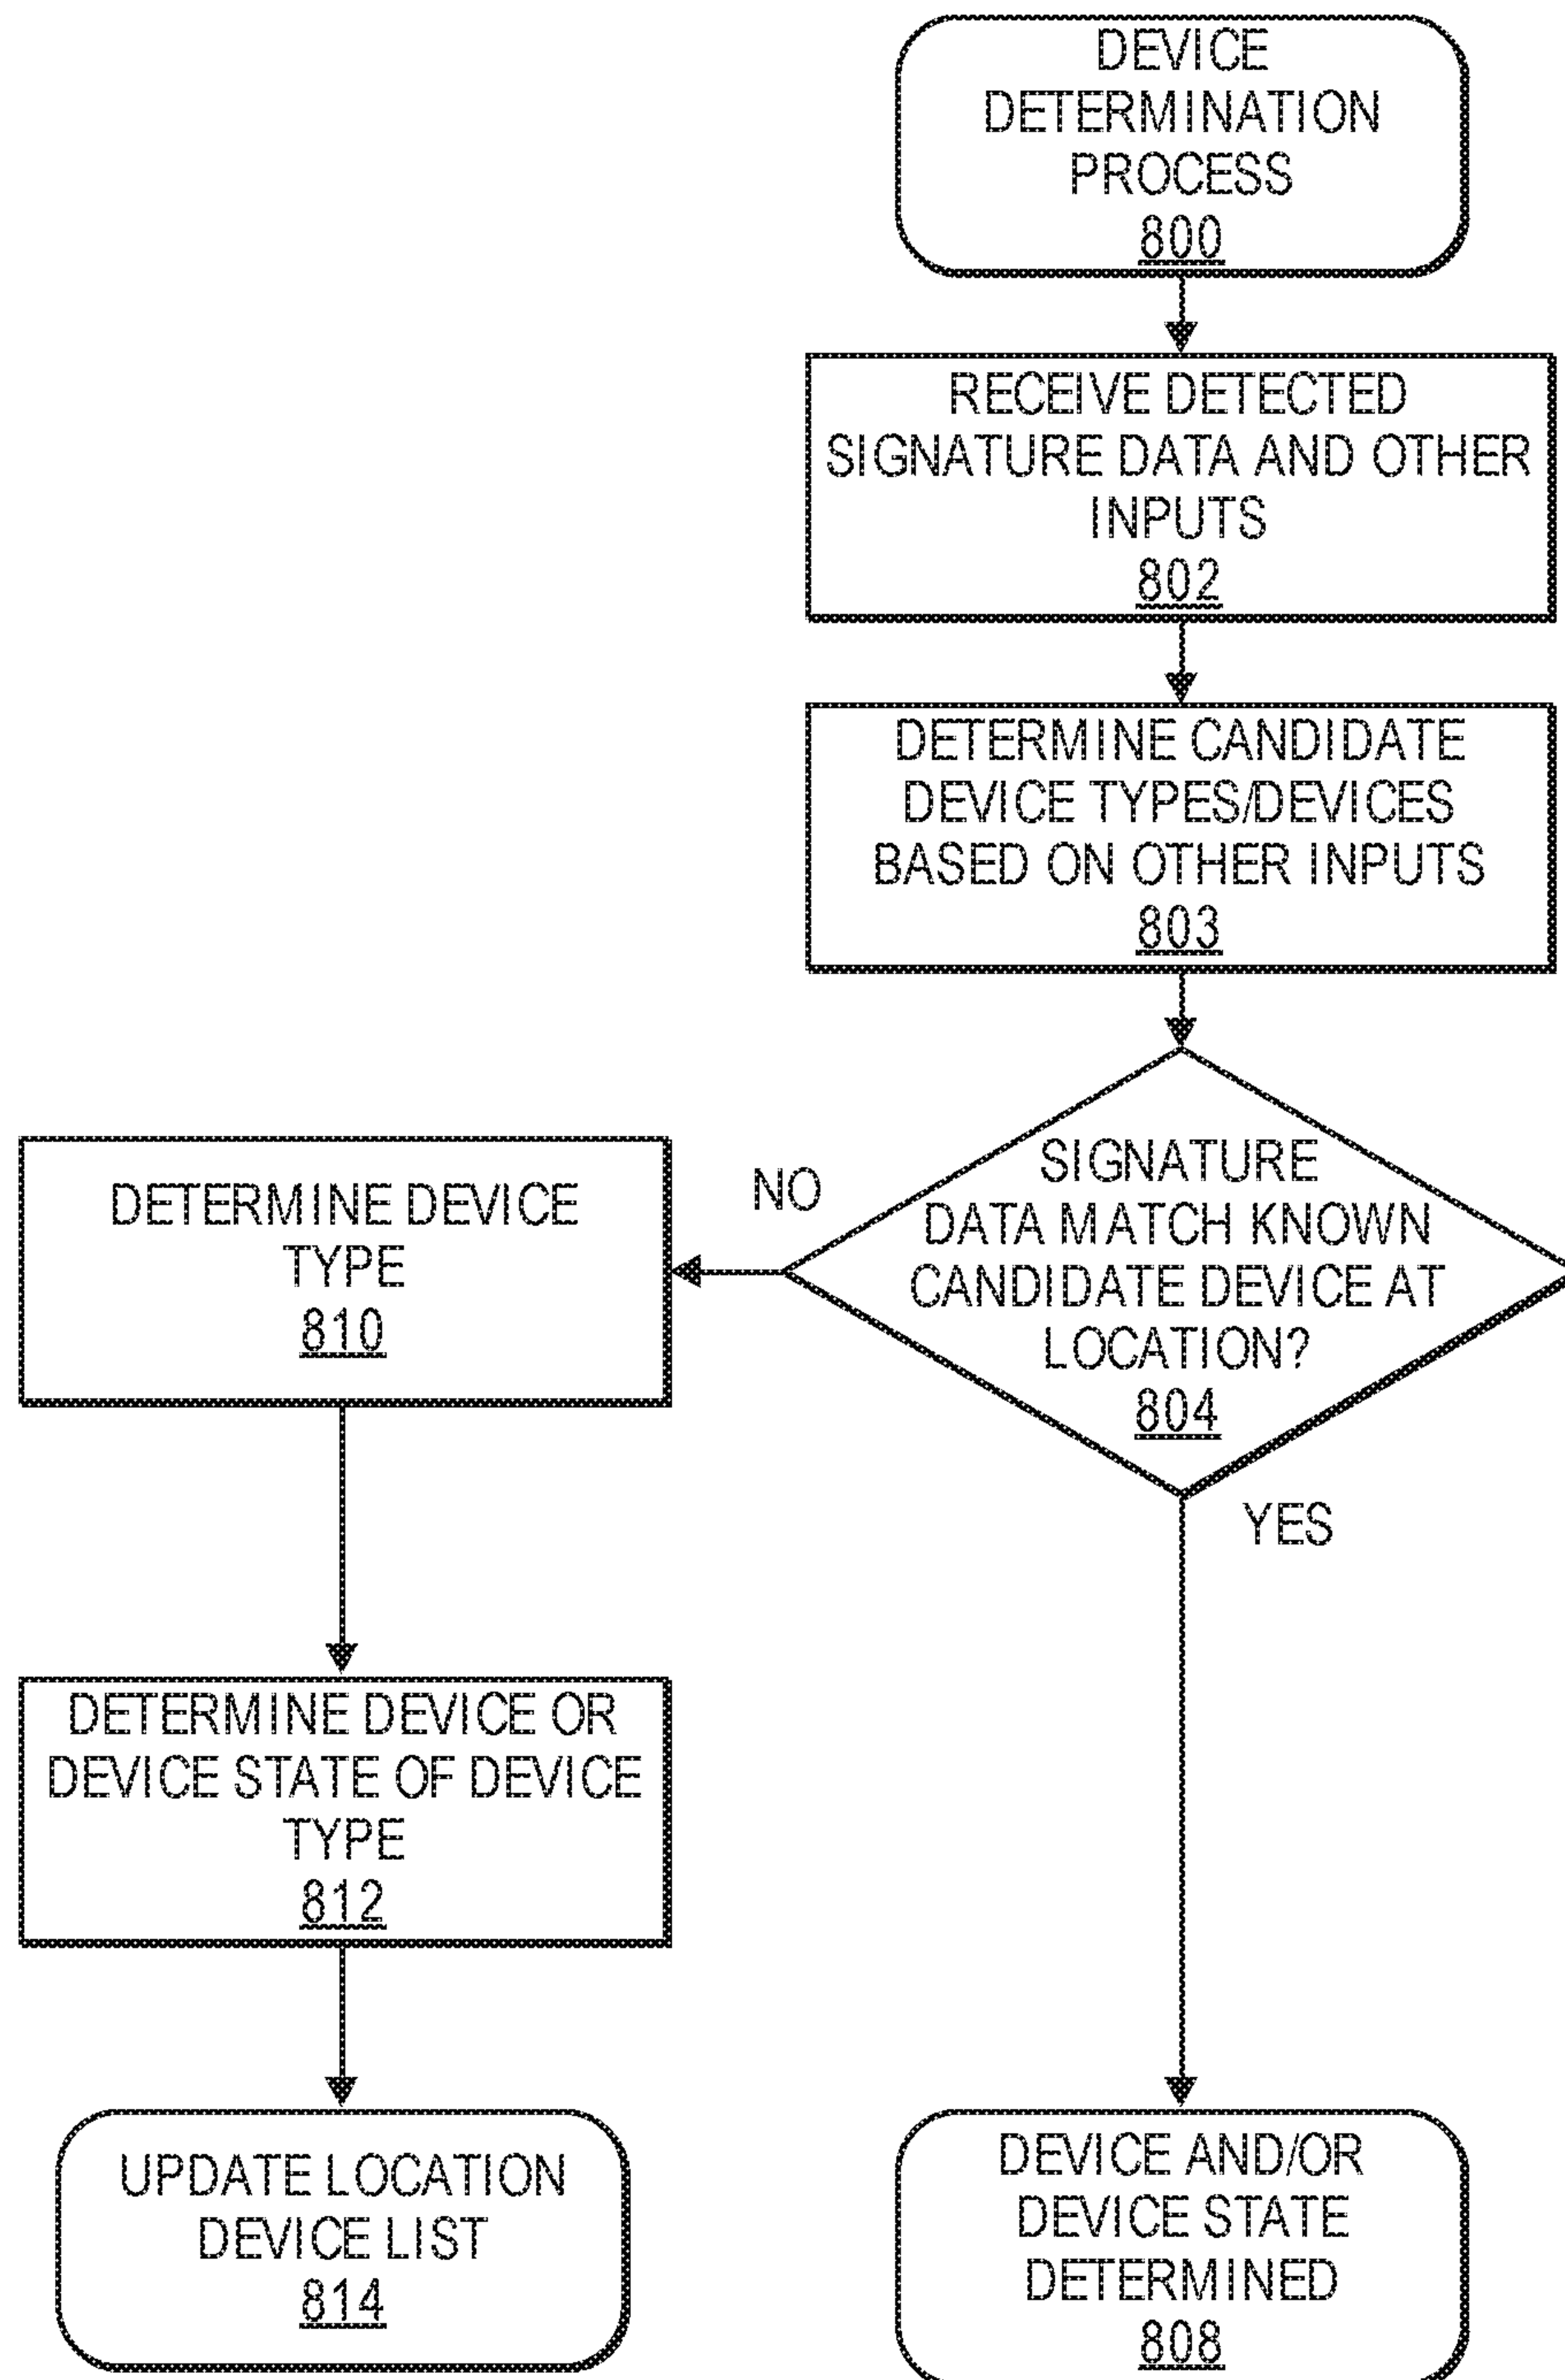 DEVICE
DETERMINATION
PROCESS
800
RECEIVE DETECTED
SIGNATURE DATA AND OTHER
INPUTS
802
DETERMINE CANDIDATE
DEVICE TYPES/DEVICES
BASED ON OTHER INPUTS
803
SIGNATURE
DATA MATCH KNOWN
CANDIDATE DEVICE AT
LOCATION?
804
NO
YES
DETERMINE DEVICE
TYPE
810
DETERMINE DEVICE OR
DEVICE STATE OF DEVICE
TYPE
812
UPDATE LOCATION
DEVICE LIST
814
DEVICE AND/OR
DEVICE STATE
DETERMINED
808